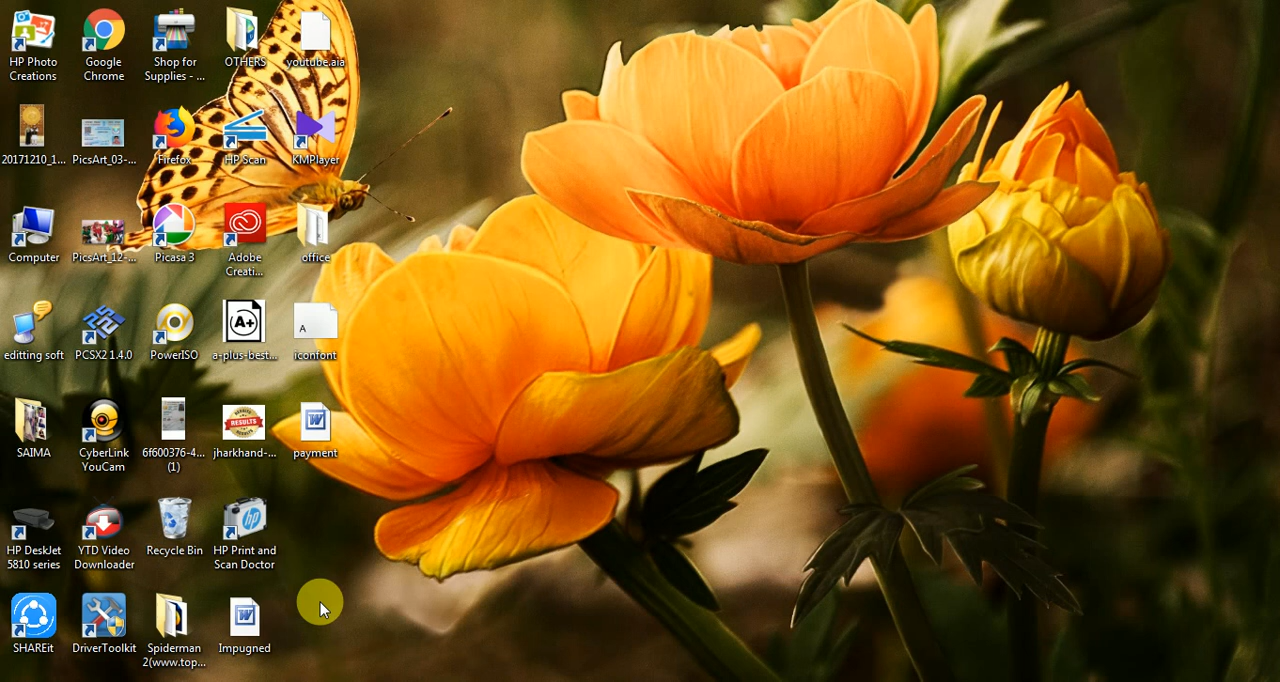 HP Photo
Creations
Google
Chrome
Shop for
Supplies - ...
OTHERS
youtube.aia
20171210_1...
PicsArt_03-...
Firefox
HP Scan
KMPlayer
Computer
PicsArt_12-...
Picasa 3
Adobe
Creati...
office
editting soft
PCSX2 1.4.0
PowerISO
A+
a-plus-best...
A
iconfont
SAIMA
CyberLink
YouCam
6f600376-4...
(1)
RESULTS
jharkhand-...
W
payment
HP DeskJet
5810 series
YTD Video
Downloader
Recycle Bin
hp
HP Print and
Scan Doctor
SHAREit
DriverToolkit
Spiderman
2(www.top...
W
Impugned